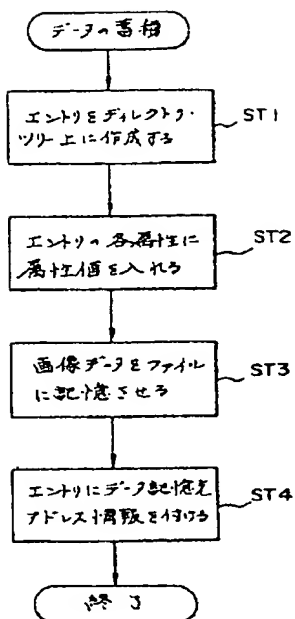 データの蓄積
エントリをディレクトリ・
ツリー上に作成する
ST1
エントリの各属性に
属性値を入れる
ST2
画像データをファイル
に記憶させる
ST3
エントリにデータ記憶先
アドレス情報を付ける
ST4
終了